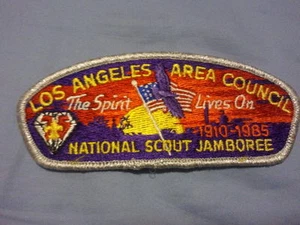 LOS ANGELES AREA COUNCIL
The Spirit Lives On
1910-1985
NATIONAL SCOUT JAMBOREE